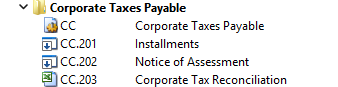 Corporate Taxes Payable
CC Corporate Taxes Payable
CC.201 Installments
CC.202 Notice of Assessment
CC.203 Corporate Tax Reconciliation